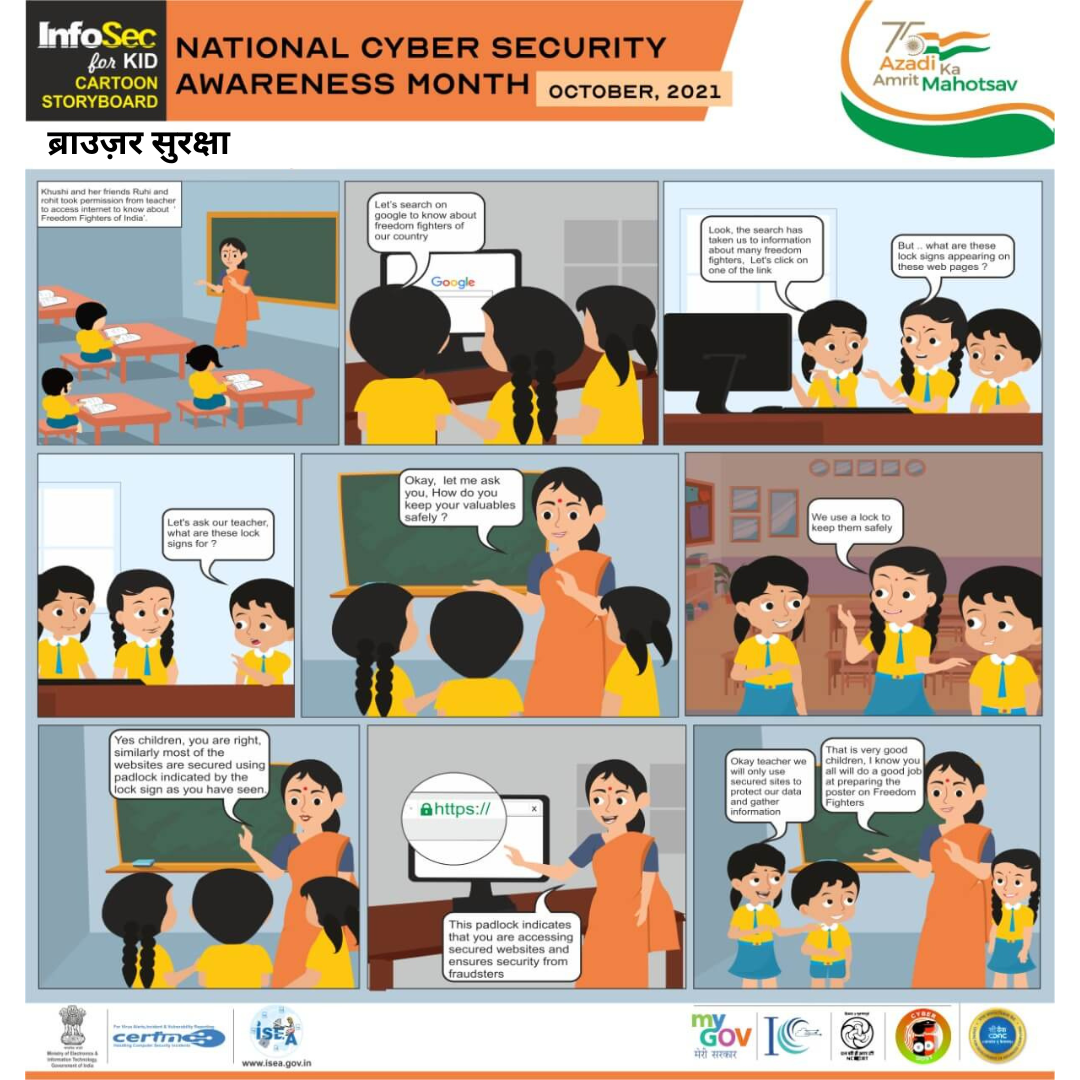 InfoSec
for KID
CARTOON
STORYBOARD
NATIONAL CYBER SECURITY
AWARENESS MONTH
OCTOBER, 2021
75
Azadi Ka
Amrit Mahotsav
ब्राउज़र सुरक्षा
Khushi and her friends Ruhi and
rohit took permission from teacher
to access internet to know about '
Freedom Fighters of India'.
Let's search on
google to know about
freedom fighters of
our country
Google
Look, the search has
taken us to information
about many freedom
fighters, Let's click on
one of the link
But .. what are these
lock signs appearing on
these web pages ?
Let's ask our teacher,
what are these lock
signs for ?
Okay, let me ask
you, How do you
keep your valuables
safely ?
We use a lock to
keep them safely
Yes children, you are right,
similarly most of the
websites are secured using
padlock indicated by the
lock sign as you have seen.
https://
x
This padlock indicates
that you are accessing
secured websites and
ensures security from
fraudsters
Okay teacher we
will only use
secured sites to
protect our data
and gather
information
That is very good
children, I know you
all will do a good job
at preparing the
poster on Freedom
Fighters
Ministry of Electronics &
Information Technology,
Government of India
ISEA
www.isea.gov.in
my
GOV
मेरी सरकार
CYBER